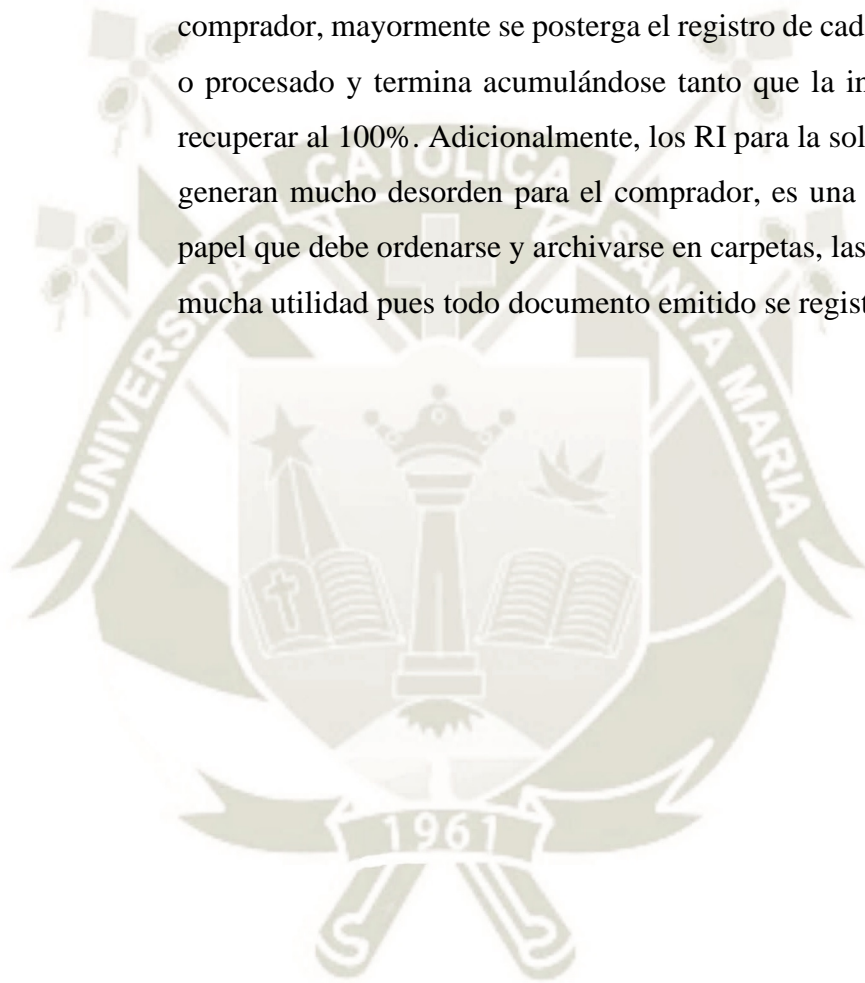 comprador, mayormente se posterga el registro de cad
o procesado y termina acumulándose tanto que la in
recuperar al 100%. Adicionalmente, los RI para la sol
generan mucho desorden para el comprador, es una
papel que debe ordenarse y archivarse en carpetas, las
mucha utilidad pues todo documento emitido se regist
UNIVERSIDAD CATOLICA SANTA MARIA
1961